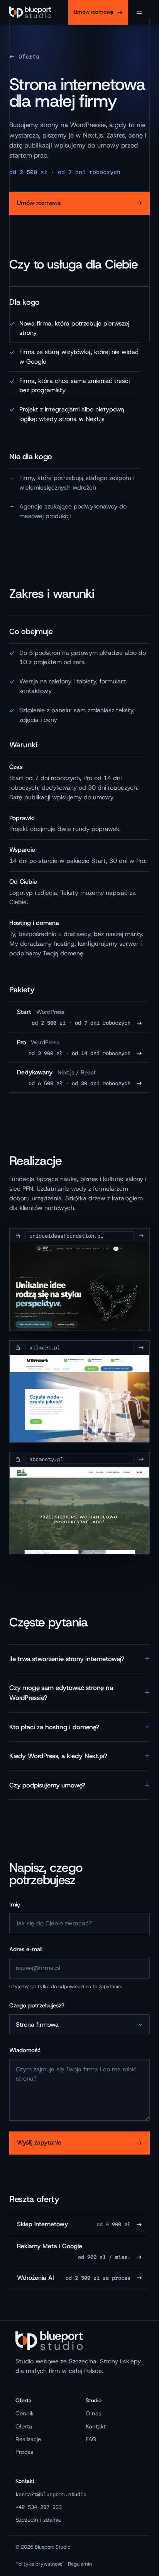 blueport studio
Umów rozmowę →
← Oferta
Strona internetowa
dla małej firmy
Budujemy strony na WordPressie, a gdy to nie
wystarcza, piszemy je w Next.js. Zakres, cenę i
datę publikacji wpisujemy do umowy przed
startem prac.
od 2 500 zł · od 7 dni roboczych
Umów rozmowę →
Czy to usługa dla Ciebie
Dla kogo
Nowa firma, która potrzebuje pierwszej
strony
Firma ze starą wizytówką, której nie widać
w Google
Firma, która chce sama zmieniać treści
bez programisty
Projekt z integracjami albo nietypową
logiką: wtedy strona w Next.js
Nie dla kogo
– Firmy, które potrzebują stałego zespołu i
wielomiesięcznych wdrożeń
– Agencje szukające podwykonawcy do
masowej produkcji
Zakres i warunki
Co obejmuje
Do 5 podstron na gotowym układzie albo do
10 z projektem od zera
Wersja na telefony i tablety, formularz
kontaktowy
Szkolenie z panelu: sam zmieniasz teksty,
zdjęcia i ceny
Warunki
Czas
Start od 7 dni roboczych, Pro od 14 dni
roboczych, dedykowany od 30 dni roboczych.
Datę publikacji wpisujemy do umowy.
Poprawki
Projekt obejmuje dwie rundy poprawek.
Wsparcie
14 dni po starcie w pakiecie Start, 30 dni w Pro.
Od Ciebie
Logotyp i zdjęcia. Teksty możemy napisać za
Ciebie.
Hosting i domena
Ty, bezpośrednio u dostawcy, bez naszej marży.
My doradzamy hosting, konfigurujemy serwer i
podpinamy Twoją domenę.
Pakiety
Start WordPress
od 2 500 zł · od 7 dni roboczych →
Pro WordPress
od 3 900 zł · od 14 dni roboczych →
Dedykowany Next.js / React
od 6 500 zł · od 30 dni roboczych →
Realizacje
Fundacja łącząca naukę, biznes i kulturę; salony i
sieć PFN. Uzdatnianie wody z formularzem
doboru urządzenia. Szkółka drzew z katalogiem
dla klientów hurtowych.
uniqueideasfoundation.pl →
Unikalne idee
rodzą się na styku
perspektyw.
vilmart.pl →
Vilmart
Czysta woda –
czysta jakość!
abcmosty.pl →
PRZEDSIĘBIORSTWO HANDLOWO-
PRODUKCYJNE „ABC"
Częste pytania
Ile trwa stworzenie strony internetowej? +
Czy mogę sam edytować stronę na
WordPressie? +
Kto płaci za hosting i domenę? +
Kiedy WordPress, a kiedy Next.js? +
Czy podpisujemy umowę? +
Napisz, czego
potrzebujesz
Imię
Jak się do Ciebie zwracać?
Adres e-mail
nazwa@firma.pl
Użyjemy go tylko do odpowiedzi na to zapytanie.
Czego potrzebujesz?
Strona firmowa
Wiadomość
Czym zajmuje się Twoja firma i co ma robić
strona?
Wyślij zapytanie →
Reszta oferty
Sklep internetowy od 4 900 zł →
Reklamy Meta i Google
od 900 zł / mies. →
Wdrożenia AI od 2 500 zł za proces →
blueport studio
Studio webowe ze Szczecina. Strony i sklepy
dla małych firm w całej Polsce.
Oferta Studio
Cennik O nas
Oferta Kontakt
Realizacje FAQ
Proces
Kontakt
kontakt@blueport.studio
+48 534 287 233
Szczecin i zdalnie
© 2026 Blueport Studio
Polityka prywatności · Regulamin